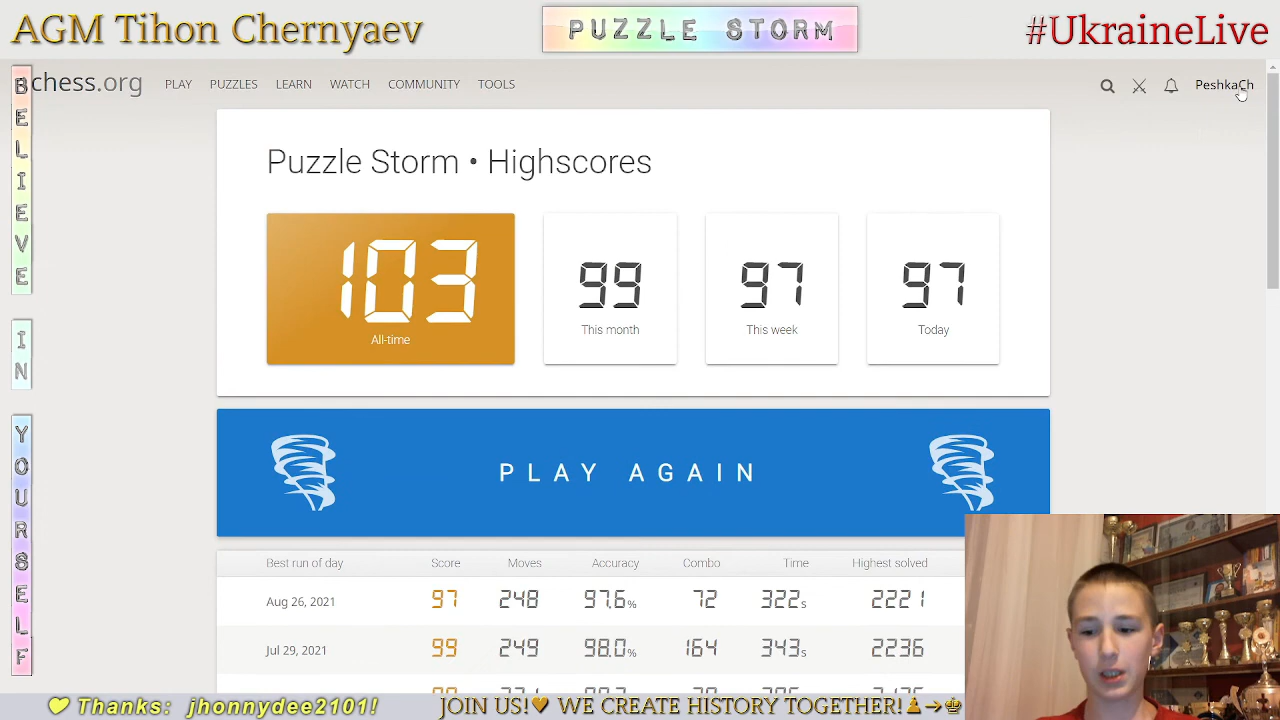 AGM Tihon Chernyaev
PUZZLE STORM
#UkraineLive
chess.org PLAY PUZZLES LEARN WATCH COMMUNITY TOOLS PeshkaCh
BELIEVE
IN
YOURSELF
Puzzle Storm • Highscores
103 99 97 97
All-time This month This week Today
PLAY AGAIN
Best run of day Score Moves Accuracy Combo Time Highest solved
Aug 26, 2021 97 248 97.6% 72 322s 2221
Jul 29, 2021 99 249 98.0% 164 343s 2236
Thanks: jhonnydee2101!
JOIN US! WE CREATE HISTORY TOGETHER!